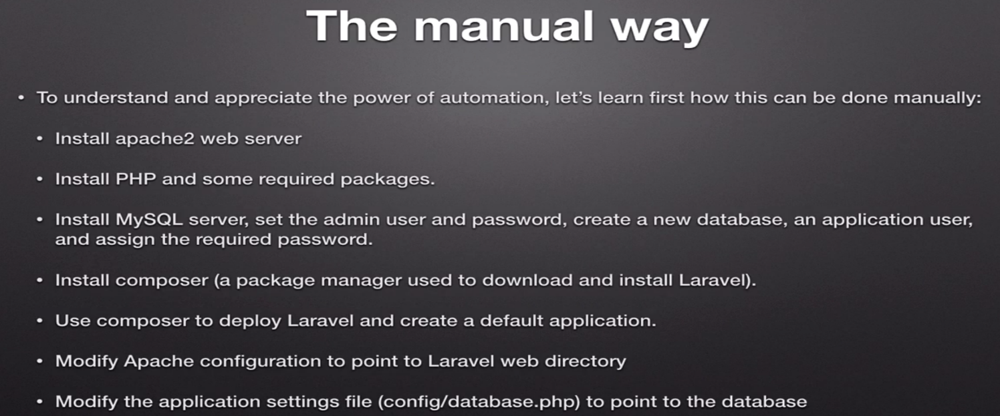 The manual way
• To understand and appreciate the power of automation, let’s learn first how this can be done manually:
• Install apache2 web server
• Install PHP and some required packages.
• Install MySQL server, set the admin user and password, create a new database, an application user,
and assign the required password.
• Install composer (a package manager used to download and install Laravel).
• Use composer to deploy Laravel and create a default application.
• Modify Apache configuration to point to Laravel web directory
• Modify the application settings file (config/database.php) to point to the database